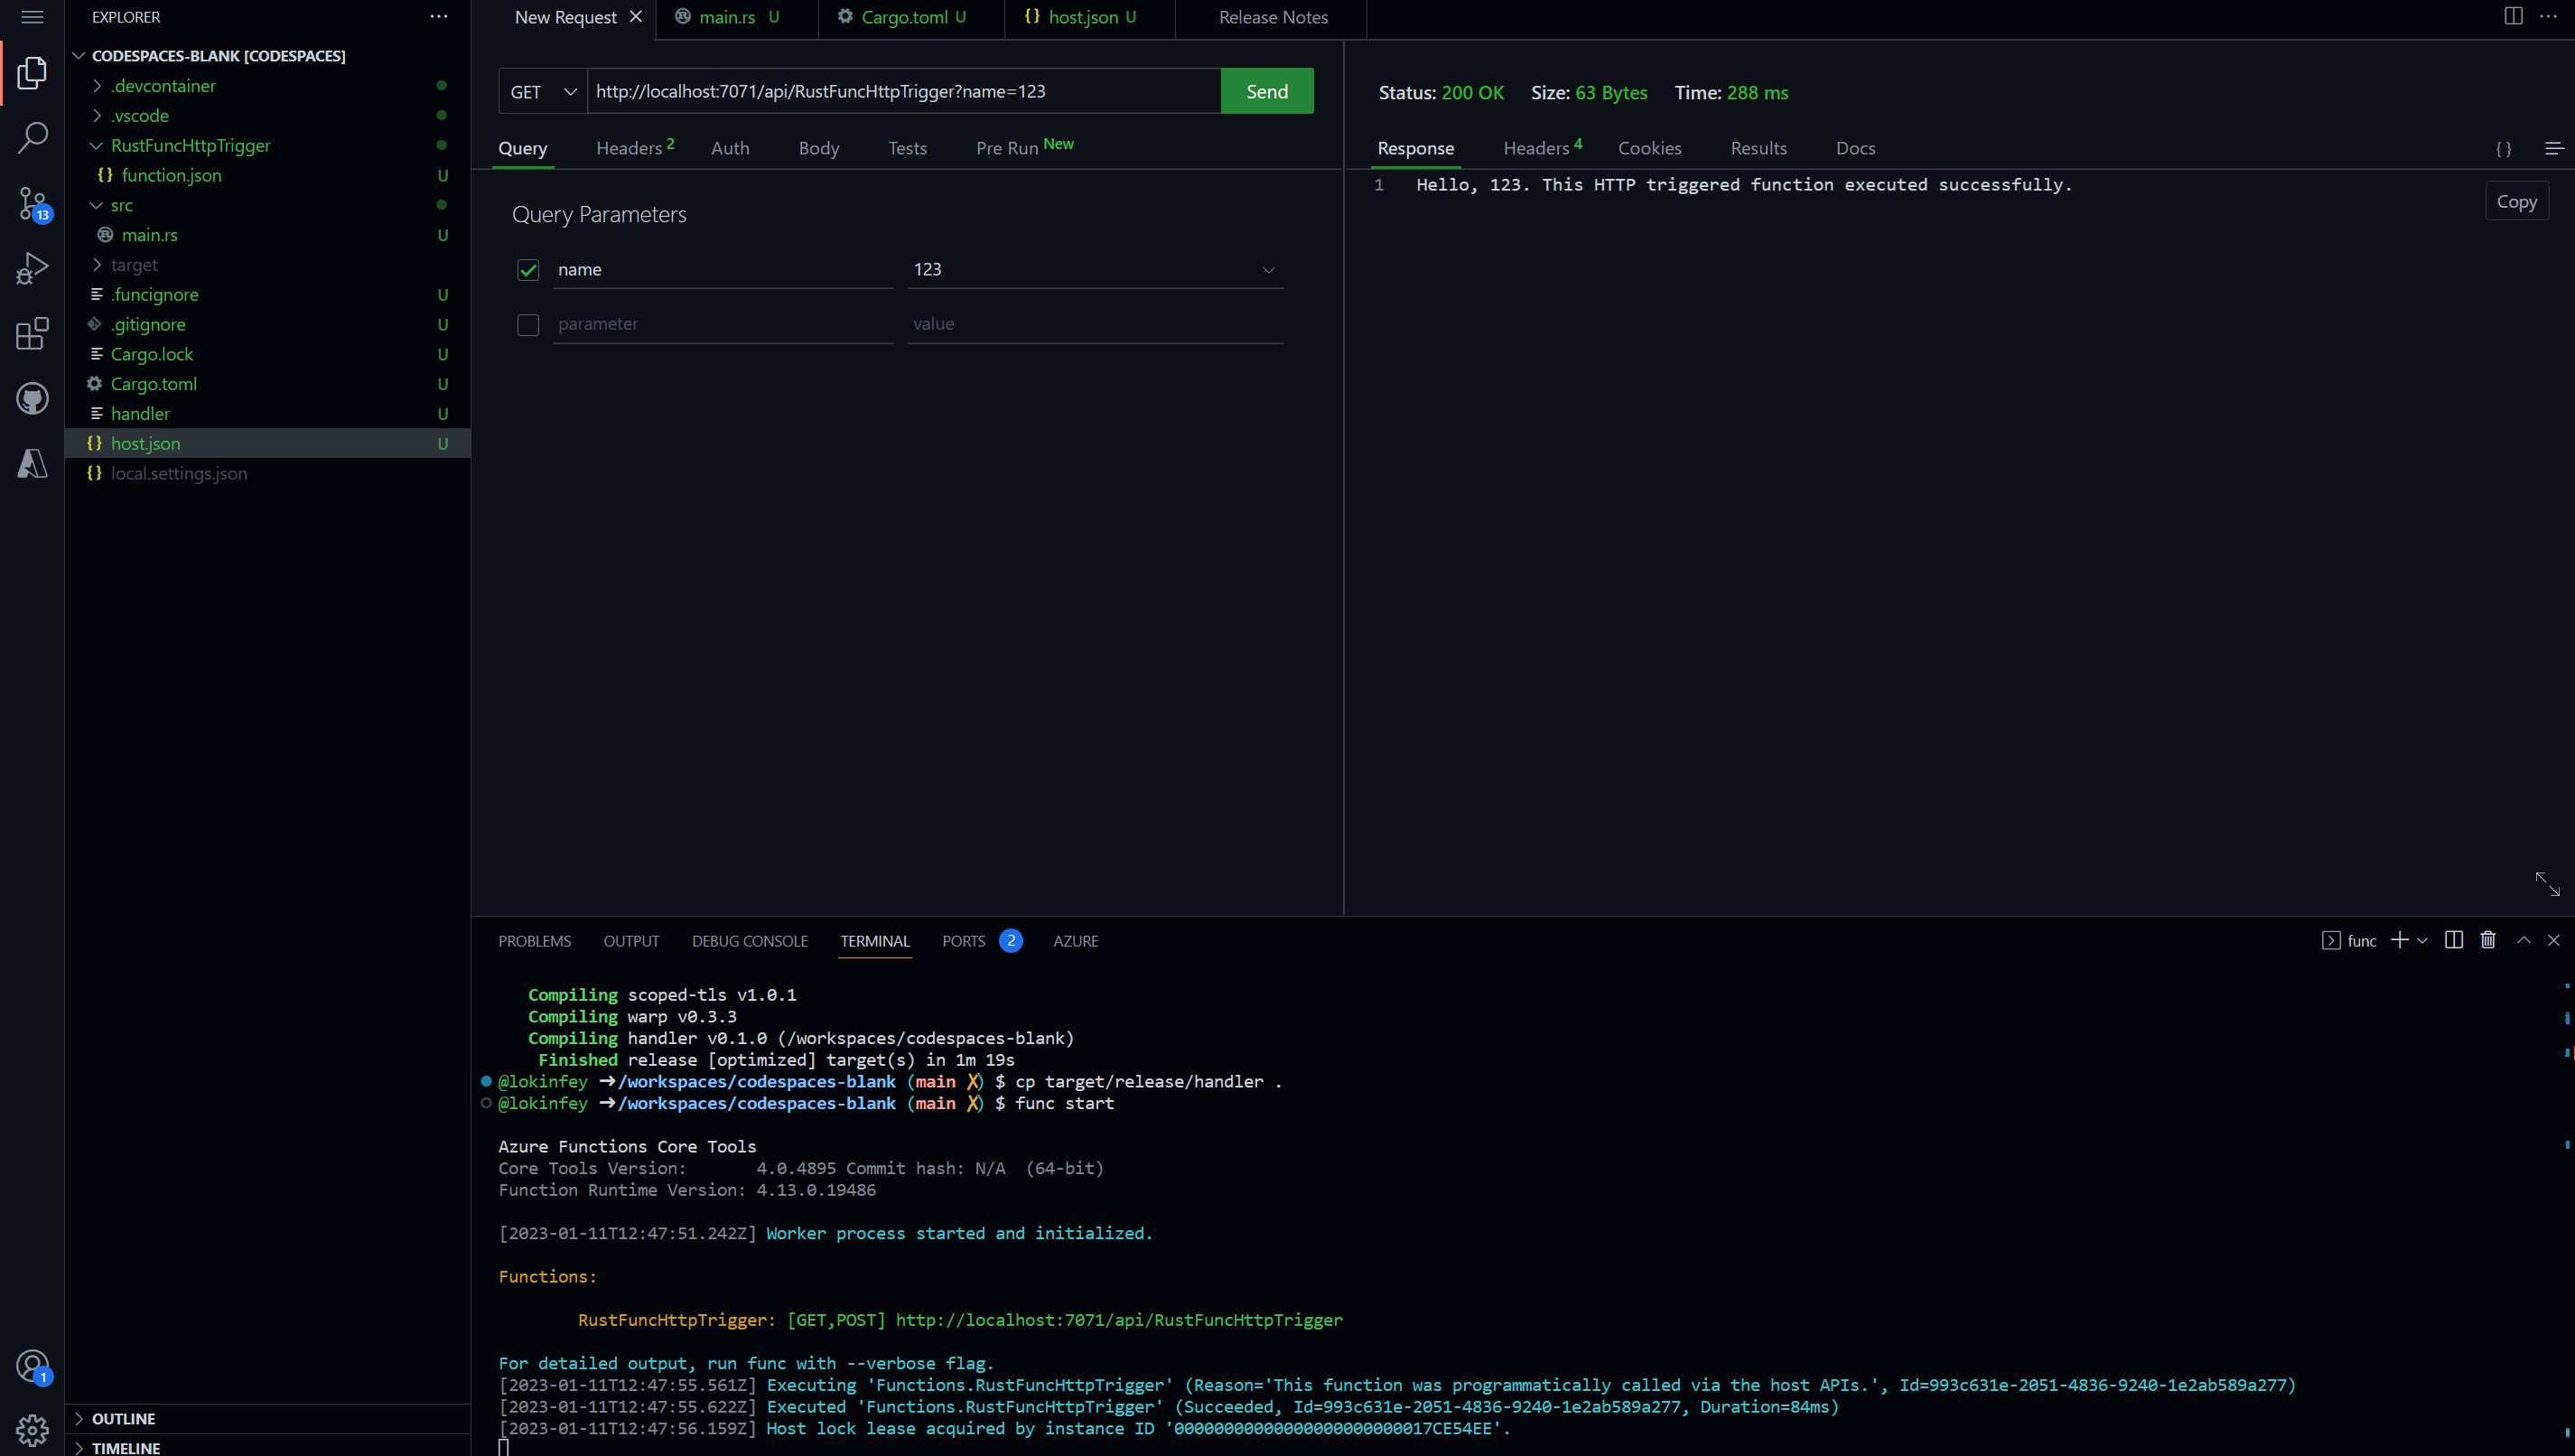 EXPLORER
CODESPACES-BLANK [CODESPACES]
.devcontainer
.vscode
RustFuncHttpTrigger
{} function.json U
src
main.rs U
target
.funcignore U
.gitignore U
Cargo.lock U
Cargo.toml U
handler U
{} host.json U
{} local.settings.json
13
1
OUTLINE
TIMELINE
New Request main.rs U Cargo.toml U {} host.json U Release Notes
GET http://localhost:7071/api/RustFuncHttpTrigger?name=123 Send
Query Headers 2 Auth Body Tests Pre Run New
Query Parameters
name 123
parameter value
Status: 200 OK Size: 63 Bytes Time: 288 ms
Response Headers 4 Cookies Results Docs {}
1 Hello, 123. This HTTP triggered function executed successfully.
Copy
PROBLEMS OUTPUT DEBUG CONSOLE TERMINAL PORTS 2 AZURE func
Compiling scoped-tls v1.0.1
Compiling warp v0.3.3
Compiling handler v0.1.0 (/workspaces/codespaces-blank)
Finished release [optimized] target(s) in 1m 19s
@lokinfey ➜/workspaces/codespaces-blank (main ✗) $ cp target/release/handler .
@lokinfey ➜/workspaces/codespaces-blank (main ✗) $ func start
Azure Functions Core Tools
Core Tools Version: 4.0.4895 Commit hash: N/A (64-bit)
Function Runtime Version: 4.13.0.19486
[2023-01-11T12:47:51.242Z] Worker process started and initialized.
Functions:
RustFuncHttpTrigger: [GET,POST] http://localhost:7071/api/RustFuncHttpTrigger
For detailed output, run func with --verbose flag.
[2023-01-11T12:47:55.561Z] Executing 'Functions.RustFuncHttpTrigger' (Reason='This function was programmatically called via the host APIs.', Id=993c631e-2051-4836-9240-1e2ab589a277)
[2023-01-11T12:47:55.622Z] Executed 'Functions.RustFuncHttpTrigger' (Succeeded, Id=993c631e-2051-4836-9240-1e2ab589a277, Duration=84ms)
[2023-01-11T12:47:56.159Z] Host lock lease acquired by instance ID '00000000000000000000000017CE54EE'.